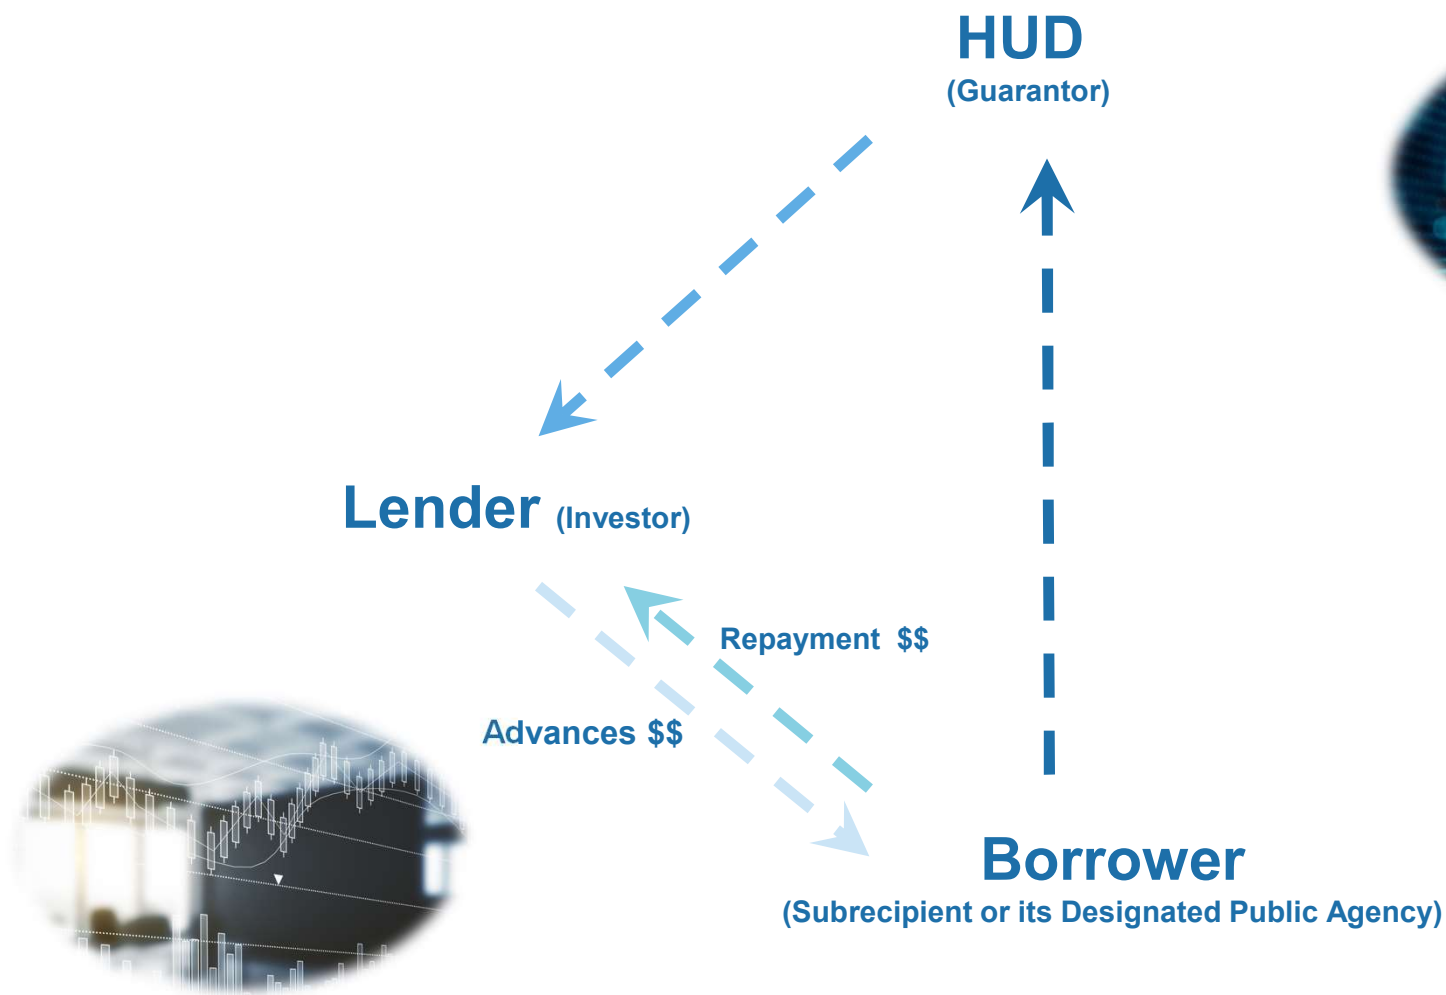 HUD
(Guarantor)
Lender (Investor)
Repayment $$
Advances $$
Borrower
(Subrecipient or its Designated Public Agency)